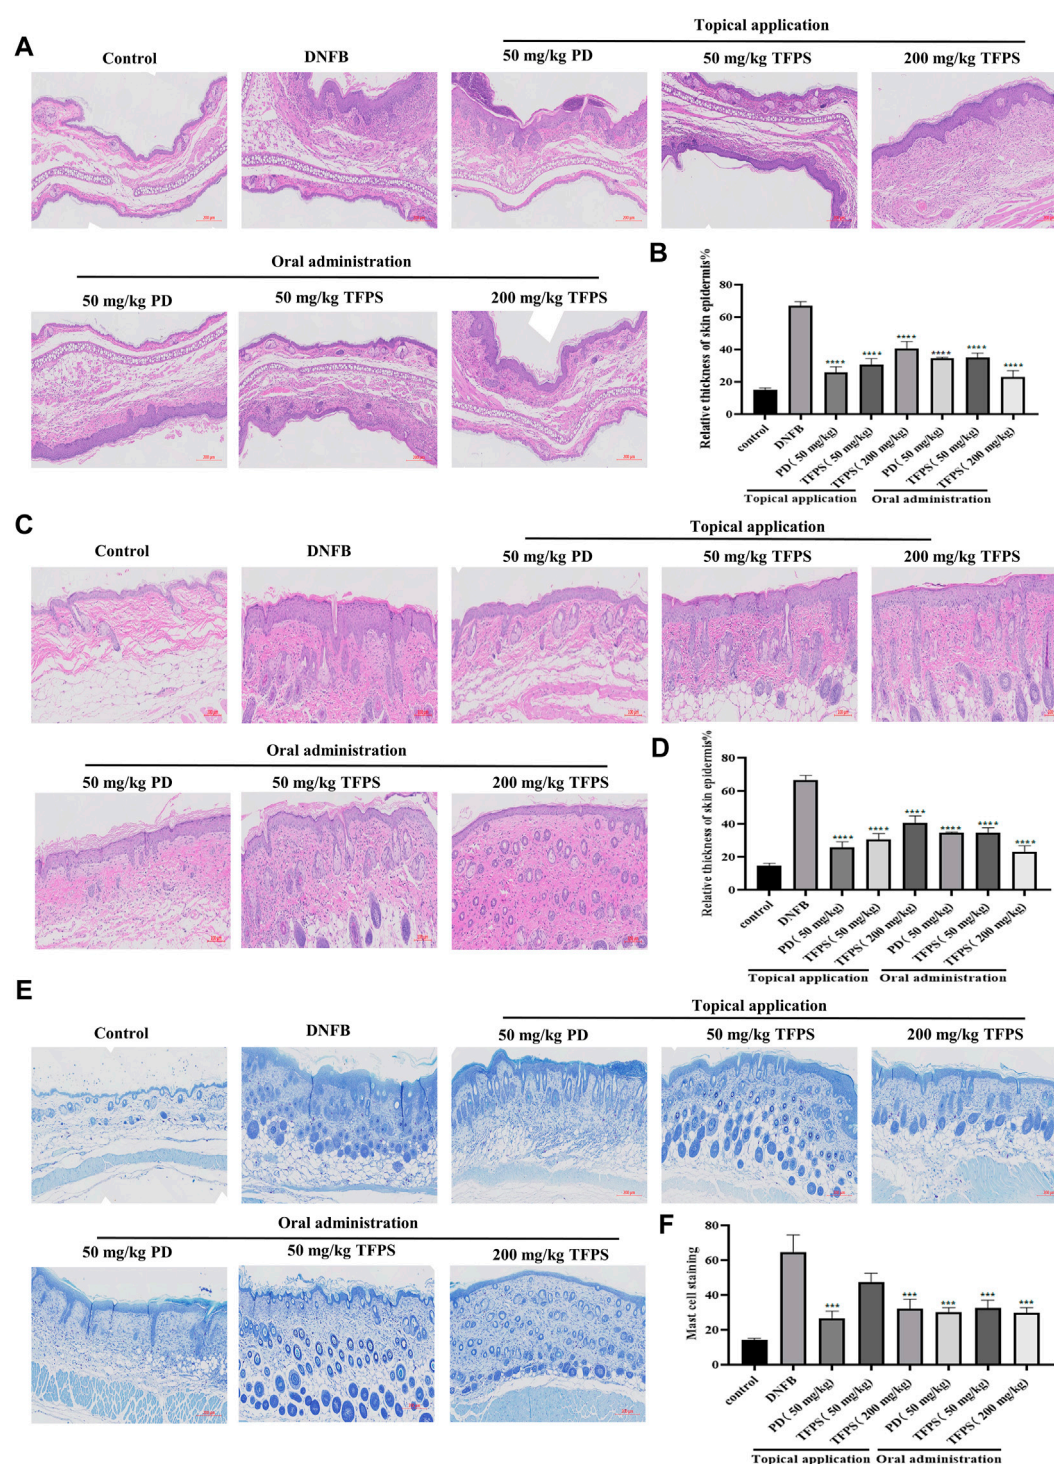 Topical application
A
Control
DNFB
50 mg/kg PD
50 mg/kg TFPS
200 mg/kg TFPS
Oral administration
50 mg/kg PD
50 mg/kg TFPS
200 mg/kg TFPS
B
Relative thickness of skin epidermis%
80
60
40
20
0
****
****
****
****
****
****
control
DNFB
PD( 50 mg/kg)
TFPS( 50 mg/kg)
TFPS( 200 mg/kg)
PD( 50 mg/kg)
TFPS( 50 mg/kg)
TFPS( 200 mg/kg)
Topical application
Oral administration
C
Topical application
Control
DNFB
50 mg/kg PD
50 mg/kg TFPS
200 mg/kg TFPS
Oral administration
50 mg/kg PD
50 mg/kg TFPS
200 mg/kg TFPS
D
Relative thickness of skin epidermis%
80
60
40
20
0
****
****
****
****
****
****
control
DNFB
PD( 50 mg/kg)
TFPS( 50 mg/kg)
TFPS( 200 mg/kg)
PD( 50 mg/kg)
TFPS( 50 mg/kg)
TFPS( 200 mg/kg)
Topical application
Oral administration
E
Topical application
Control
DNFB
50 mg/kg PD
50 mg/kg TFPS
200 mg/kg TFPS
Oral administration
50 mg/kg PD
50 mg/kg TFPS
200 mg/kg TFPS
F
Mast cell staining
80
60
40
20
0
***
***
***
***
***
control
DNFB
PD( 50 mg/kg)
TFPS( 50 mg/kg)
TFPS( 200 mg/kg)
PD( 50 mg/kg)
TFPS( 50 mg/kg)
TFPS( 200 mg/kg)
Topical application
Oral administration